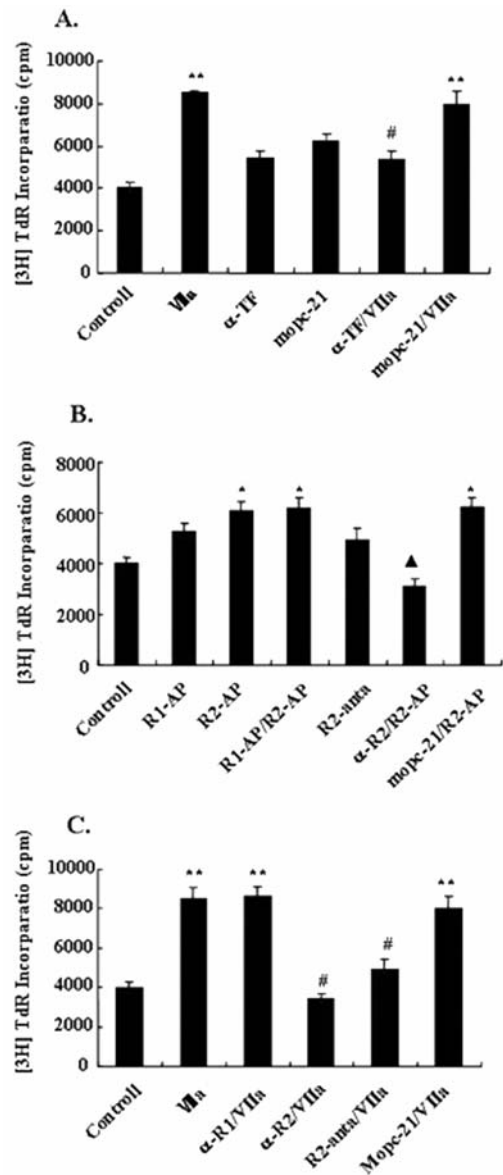 A.
[3H] TdR Incorparatio (cpm)
10000
8000
6000
4000
2000
0
**
#
**
Controll
VIIa
α-TF
mopc-21
α-TF/VIIa
mopc-21/VIIa
B.
[3H] TdR Incorparatio (cpm)
8000
6000
4000
2000
0
*
*
▲
*
Controll
R1-AP
R2-AP
R1-AP/R2-AP
R2-anta
α-R2/R2-AP
mopc-21/R2-AP
C.
[3H] TdR Incorparatio (cpm)
10000
8000
6000
4000
2000
0
**
**
#
#
**
Controll
VIIa
α-R1/VIIa
α-R2/VIIa
R2-anta/VIIa
Mopc-21/VIIa